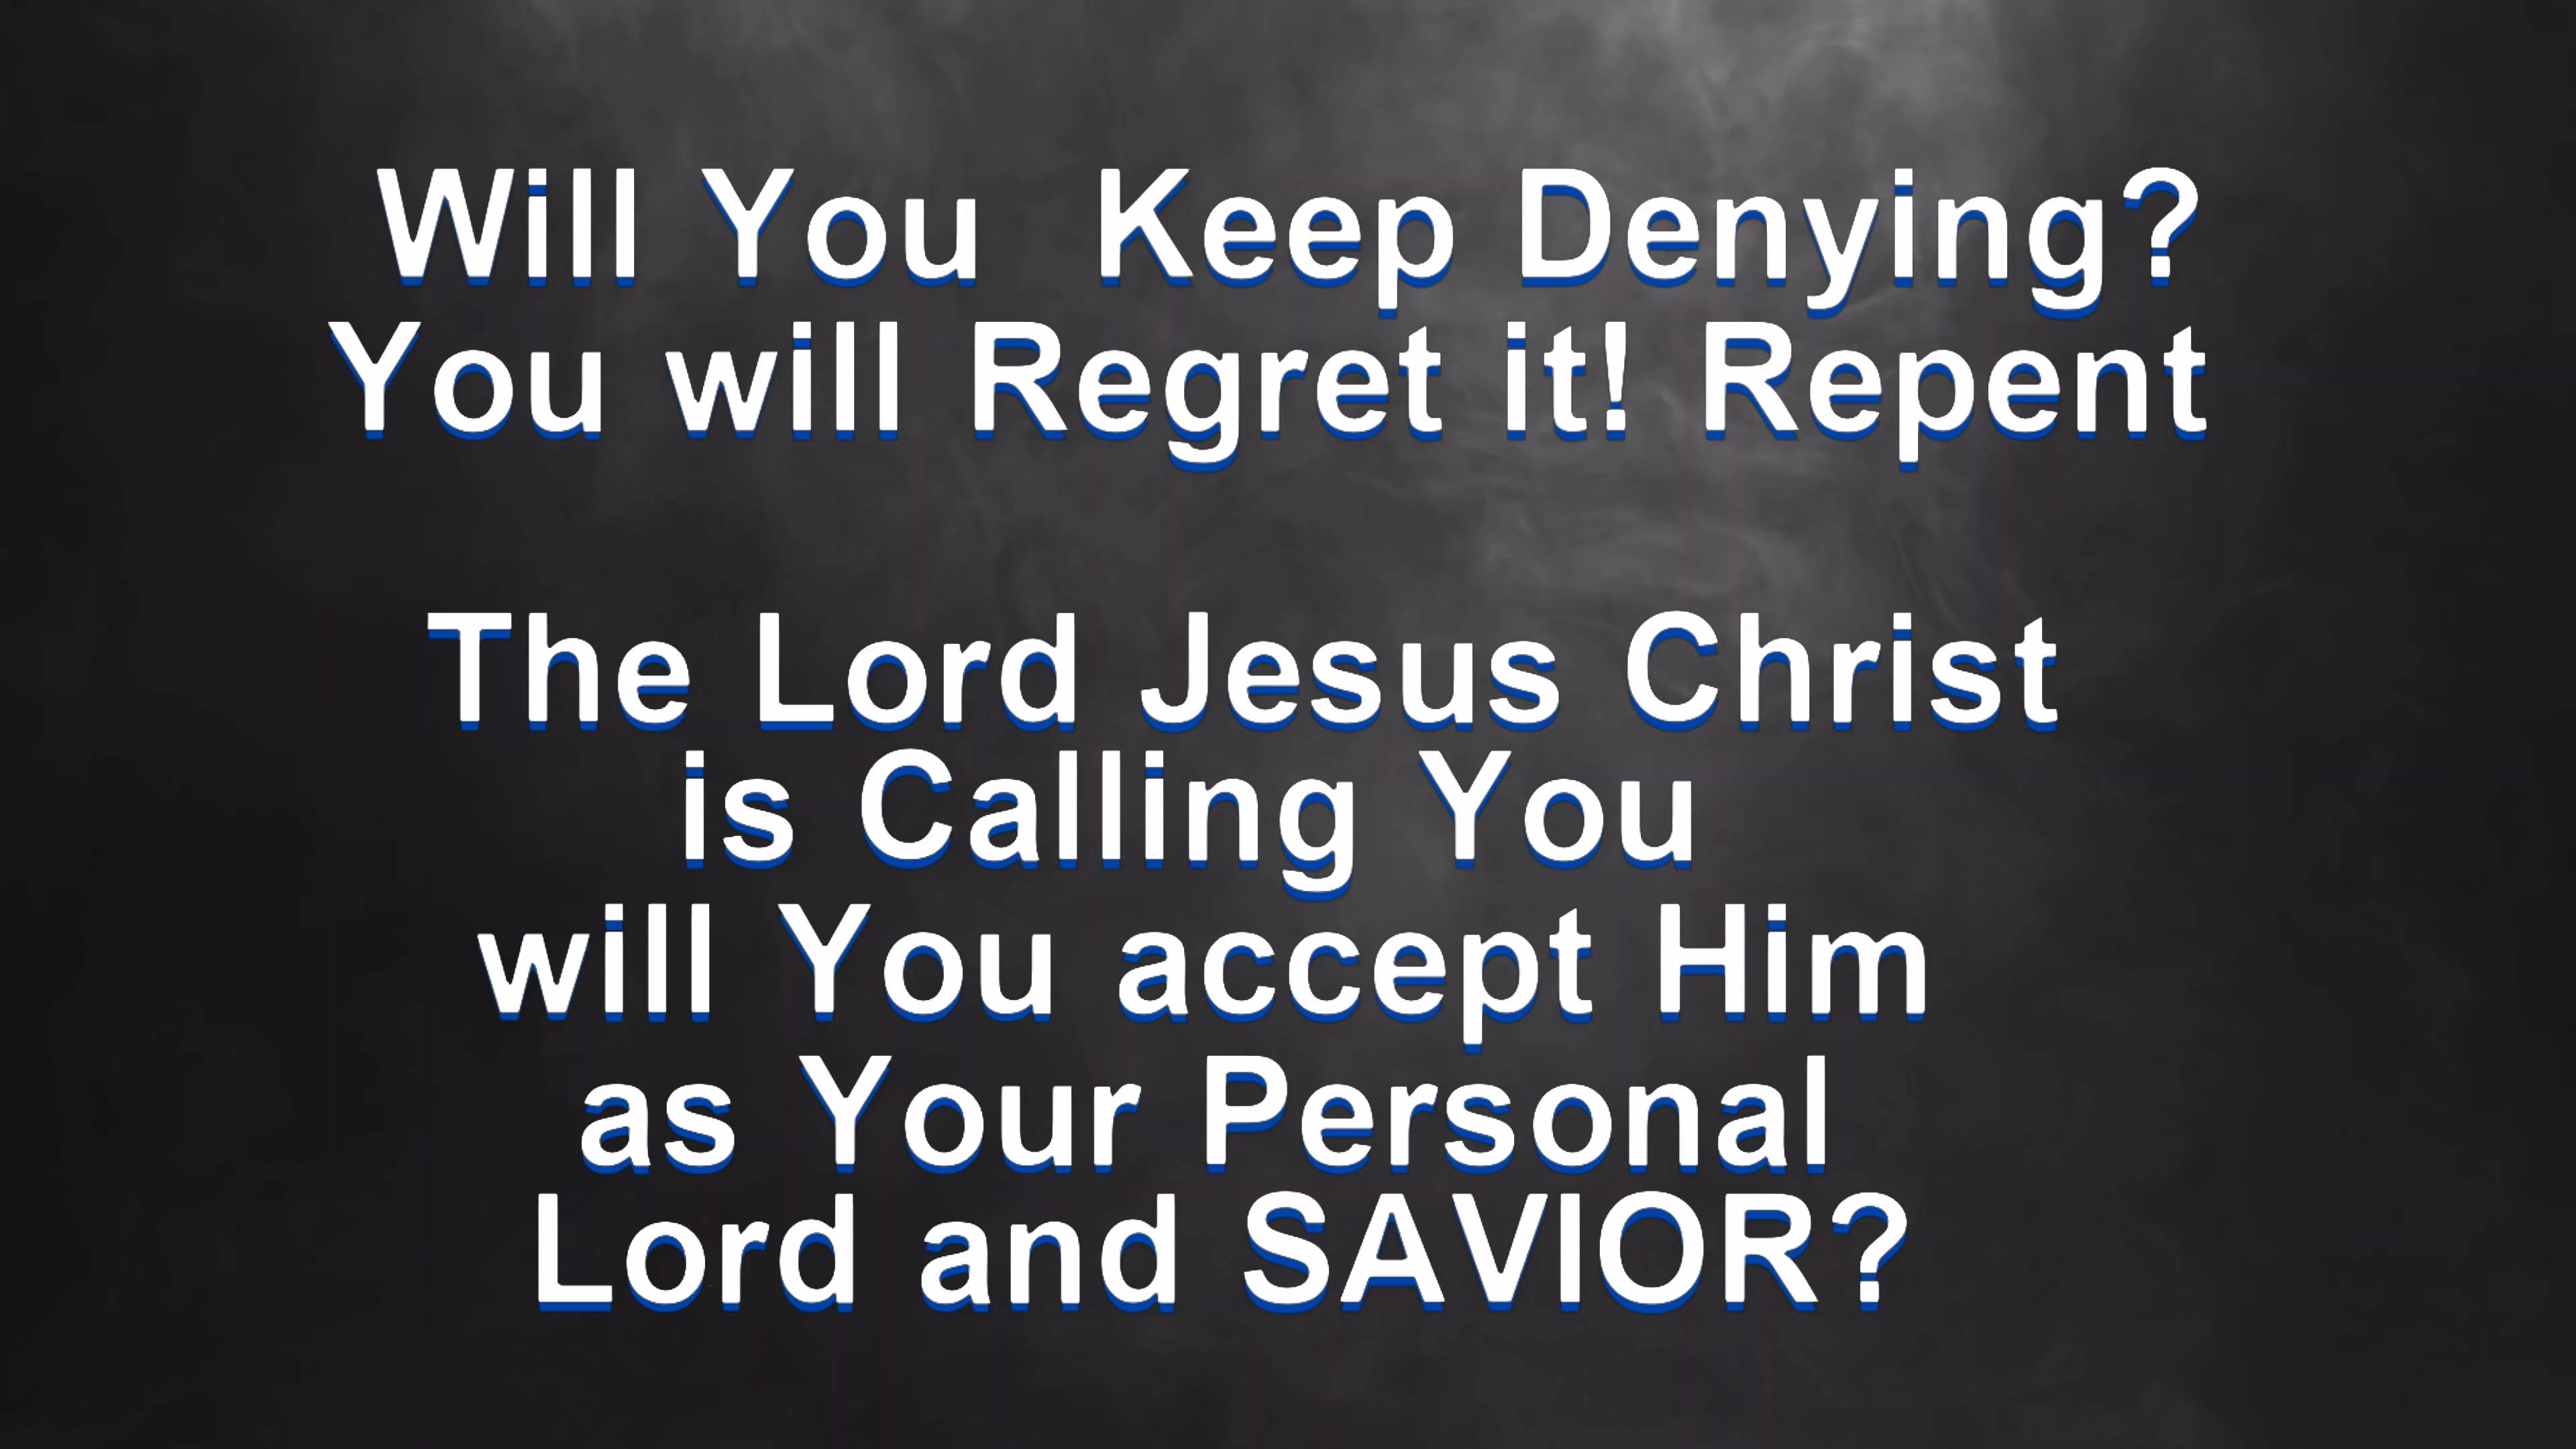 Will You  Keep Denying?
You will Regret it! Repent
The Lord Jesus Christ
is Calling You
will You accept Him
as Your Personal
Lord and SAVIOR?